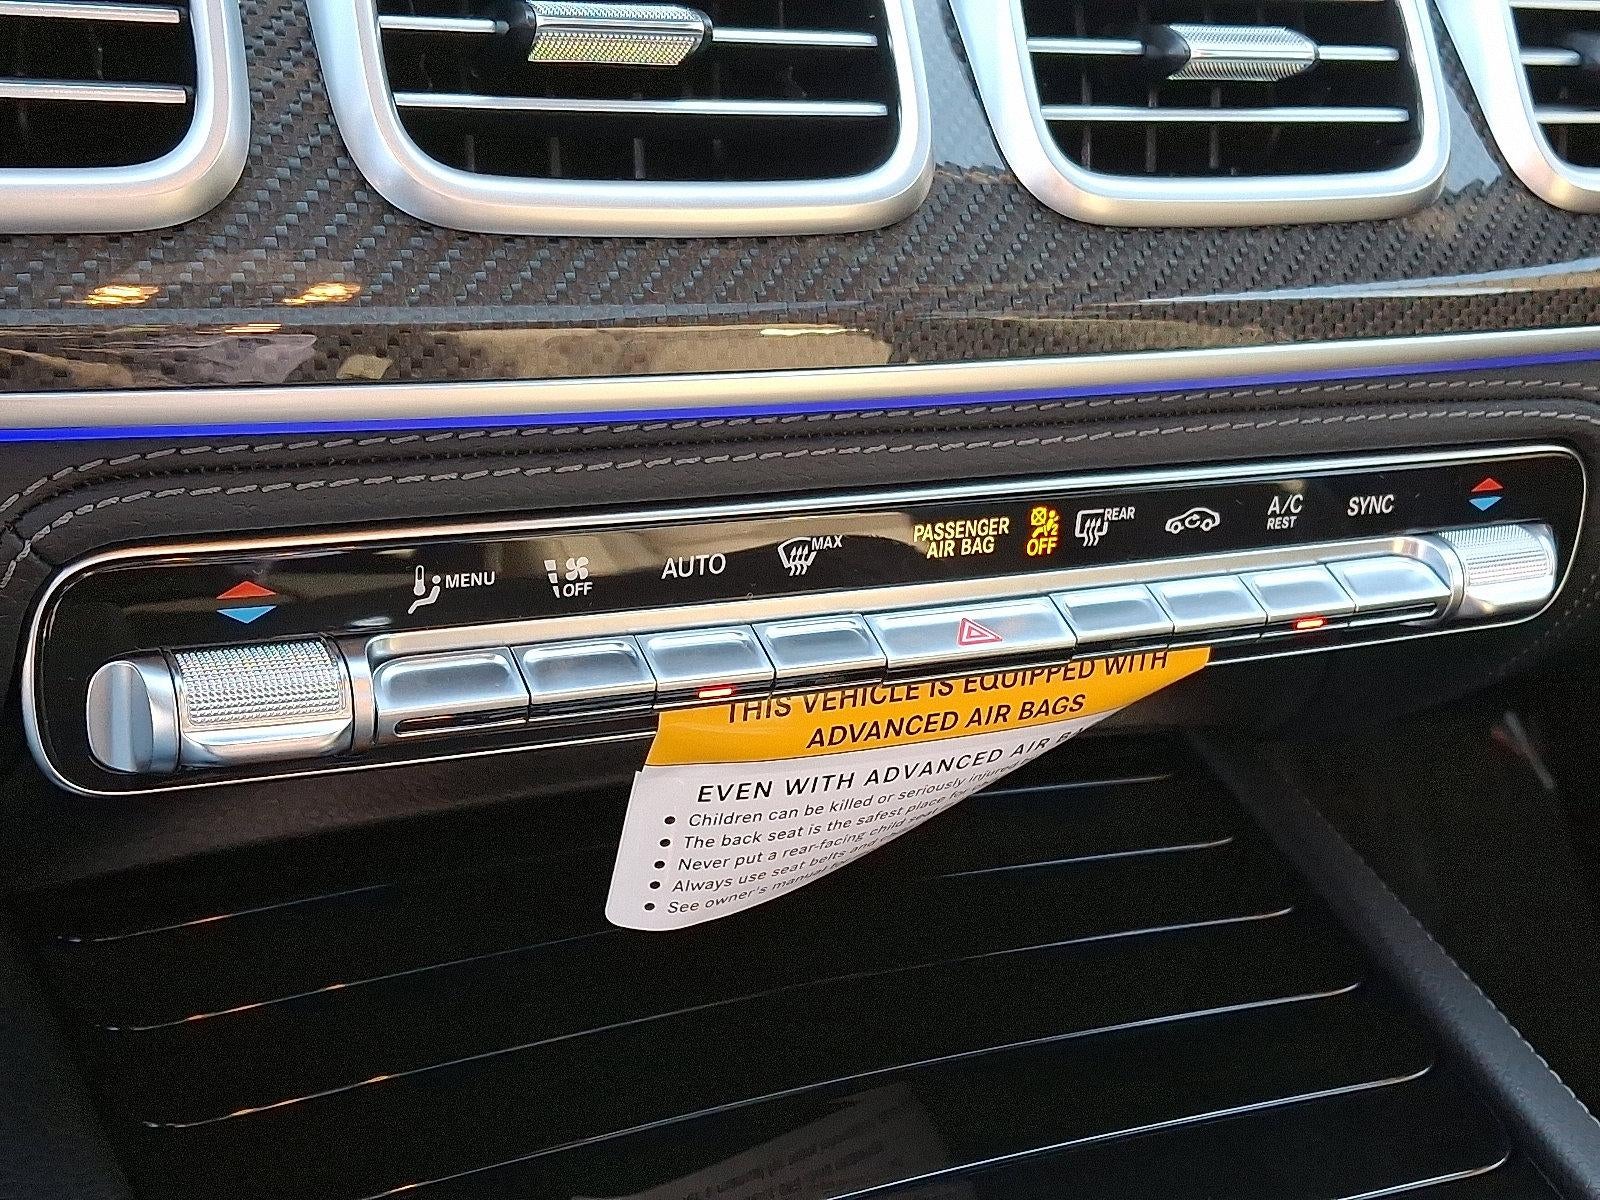 MENU
OFF
AUTO
MAX
PASSENGER
AIR BAG
OFF
REAR
A/C
REST
SYNC
THIS VEHICLE IS EQUIPPED WITH
ADVANCED AIR BAGS
EVEN WITH ADVANCED AIR
• Children can be killed or seriously injured
• The back seat is the safest place for
• Never put a rear-facing child seat
• Always use seat belts and
• See owner's manual for